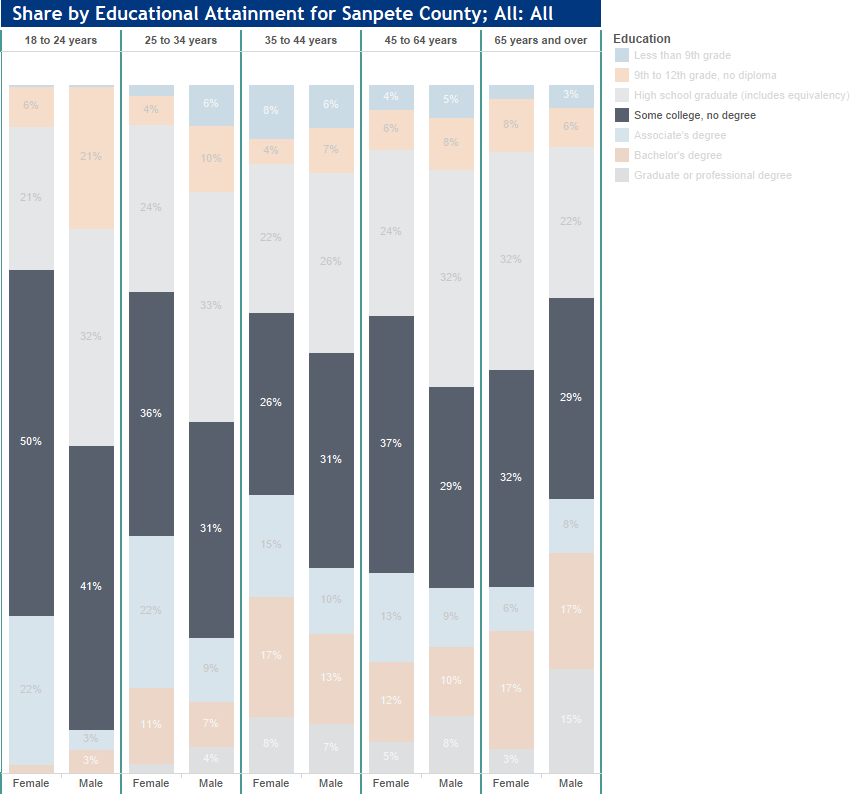 Share by Educational Attainment for Sanpete County; All: All
18 to 24 years 25 to 34 years 35 to 44 years 45 to 64 years 65 years and over
6% 21% 50% 22%
21% 32% 41% 3% 3%
4% 24% 36% 22% 11%
6% 10% 33% 31% 9% 7% 4%
8% 4% 22% 26% 15% 17% 8%
6% 7% 26% 31% 10% 13% 7%
4% 6% 24% 37% 13% 12% 5%
5% 8% 32% 29% 9% 10% 8%
8% 32% 32% 6% 17% 3%
3% 6% 22% 29% 8% 17% 15%
Female Male Female Male Female Male Female Male Female Male
Education
Less than 9th grade
9th to 12th grade, no diploma
High school graduate (includes equivalency)
Some college, no degree
Associate's degree
Bachelor's degree
Graduate or professional degree